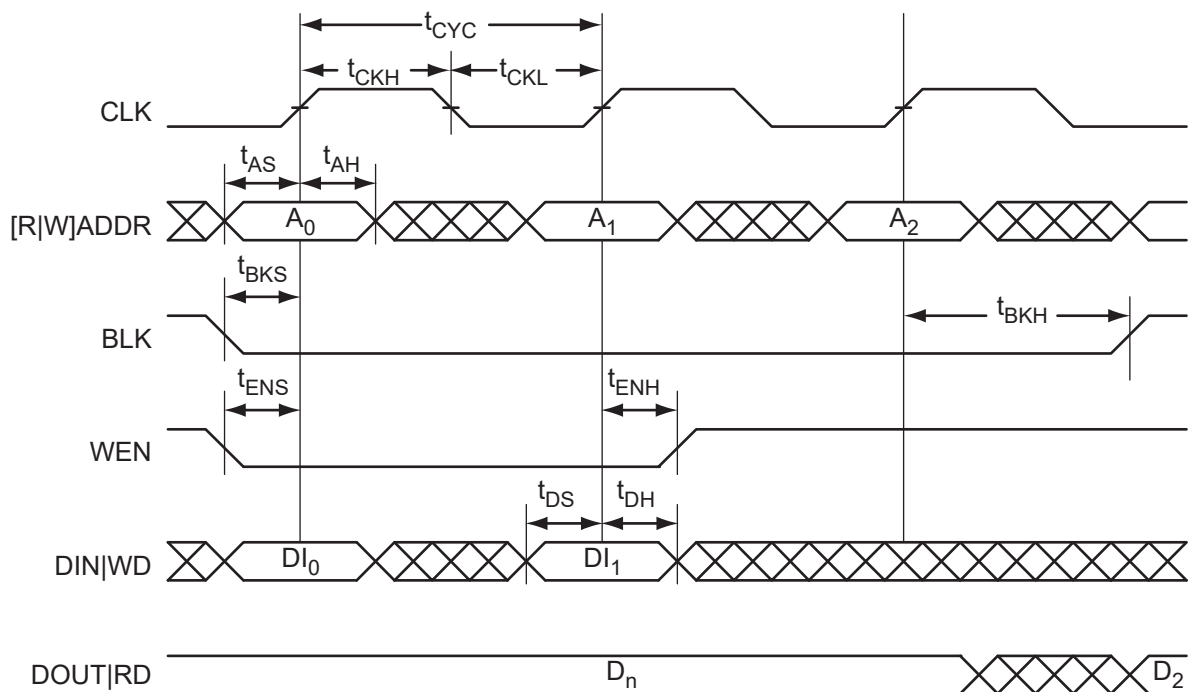 tCYC
tCKH tCKL
CLK
tAS tAH
[R|W]ADDR A0 A1 A2
tBKS
tBKH
BLK
tENS tENH
WEN
tDS tDH
DIN|WD DI0 DI1
DOUT|RD Dn D2